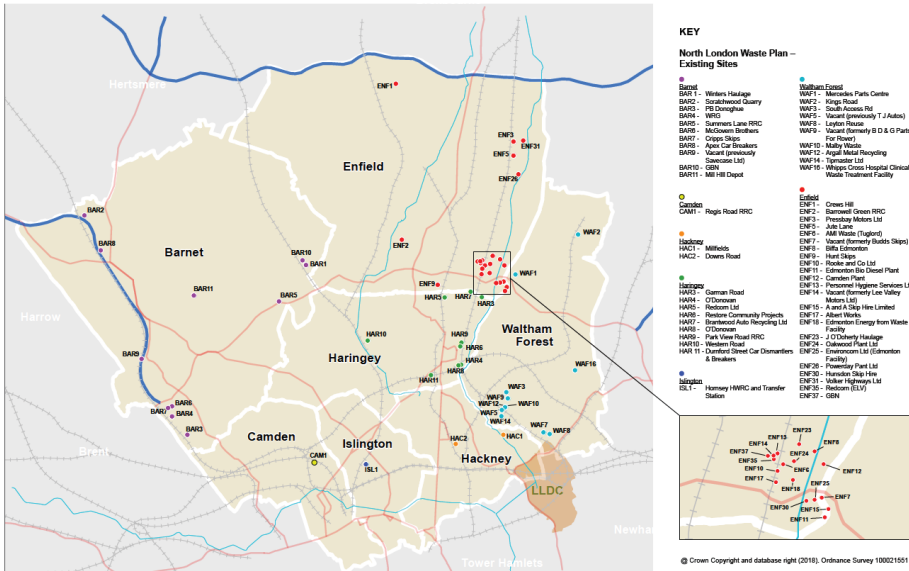 KEY
North London Waste Plan –
Existing Sites
Barnet
BAR 1 - Winters Haulage
BAR2 - Scratchwood Quarry
BAR3 - PB Donoghue
BAR4 - WRG
BAR5 - Summers Lane RRC
BAR6 - McGovern Brothers
BAR7 - Cripps Skips
BAR8 - Apex Car Breakers
BAR9 - Vacant (previously
Savecase Ltd)
BAR10 - GBN
BAR11 - Mill Hill Depot
Camden
CAM1 - Regis Road RRC
Hackney
HAC1 - Millfields
HAC2 - Downs Road
Haringey
HAR3 - Garman Road
HAR4 - O'Donovan
HAR5 - Redcorn Ltd
HAR6 - Restore Community Projects
HAR7 - Brantwood Auto Recycling Ltd
HAR8 - O'Donovan
HAR9 - Park View Road RRC
HAR10 - Western Road
HAR 11 - Durnford Street Car Dismantlers
& Breakers
Islington
ISL1 - Hornsey HWRC and Transfer
Station
Waltham Forest
WAF1 - Mercedes Parts Centre
WAF2 - Kings Road
WAF3 - South Access Rd
WAF5 - Vacant (previously T J Autos)
WAF8 - Leyton Reuse
WAF9 - Vacant (formerly B D & G Parts
For Rover)
WAF10 - Malby Waste
WAF12 - Argall Metal Recycling
WAF14 - Tipmaster Ltd
WAF16 - Whipps Cross Hospital Clinical
Waste Treatment Facility
Enfield
ENF1 - Crews Hill
ENF2 - Barrowell Green RRC
ENF3 - Pressbay Motors Ltd
ENF5 - Jute Lane
ENF6 - AMI Waste (Tuglord)
ENF7 - Vacant (formerly Budds Skips)
ENF8 - Biffa Edmonton
ENF9 - Hunt Skips
ENF10 - Rooke and Co Ltd
ENF11 - Edmonton Bio Diesel Plant
ENF12 - Camden Plant
ENF13 - Personnel Hygiene Services Lt
ENF14 - Vacant (formerly Lee Valley
Motors Ltd)
ENF15 - A and A Skip Hire Limited
ENF17 - Albert Works
ENF18 - Edmonton Energy from Waste
Facility
ENF23 - J O'Doherty Haulage
ENF24 - Oakwood Plant Ltd
ENF25 - Environcom Ltd (Edmonton
Facility)
ENF26 - Powerday Plant Ltd
ENF30 - Hunsdon Skip Hire
ENF31 - Volker Highways Ltd
ENF35 - Redcorn (ELV)
ENF37 - GBN
Hertsmere
ENF1
ENF3
ENF31
ENF5
Enfield
ENF26
BAR2
WAF2
BAR8
ENF2
Barnet
BAR10
BAR1
WAF1
BAR11
BAR5
ENF9
HAR5
HAR7
HAR3
Harrow
Waltham
Forest
HAR10
HAR9
HAR6
Haringey
BAR9
HAR4
HAR8
WAF16
HAR11
WAF3
WAF9
WAF12
WAF10
WAF5
WAF14
BAR7
BAR6
BAR4
BAR3
Camden
Islington
HAC2
HAC1
WAF7
WAF8
Brent
CAM1
ISL1
Hackney
LLDC
Newha
Tower Hamlets
ENF23
ENF13
ENF14
ENF8
ENF37
ENF24
ENF35
ENF6
ENF12
ENF10
ENF17
ENF18
ENF25
ENF7
ENF30
ENF15
ENF11
@ Crown Copyright and database right (2018). Ordnance Survey 100021551